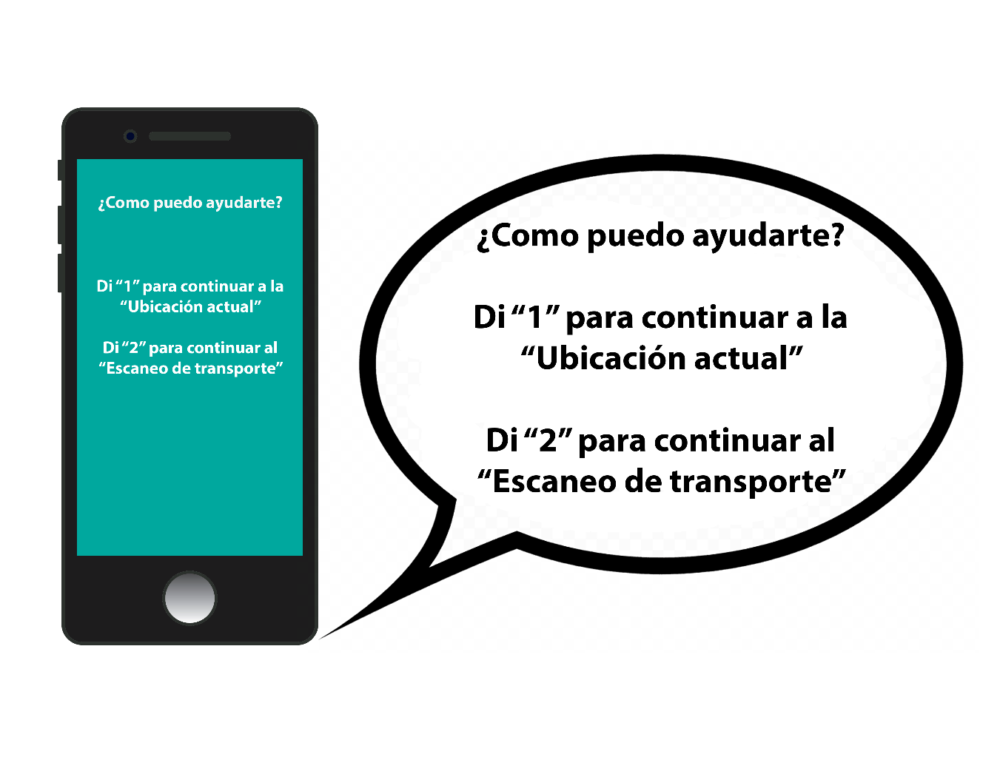 ¿Como puedo ayudarte?
Di “1” para continuar a la
“Ubicación actual”
Di “2” para continuar al
“Escaneo de transporte”
¿Como puedo ayudarte?
Di “1” para continuar a la
“Ubicación actual”
Di “2” para continuar al
“Escaneo de transporte”